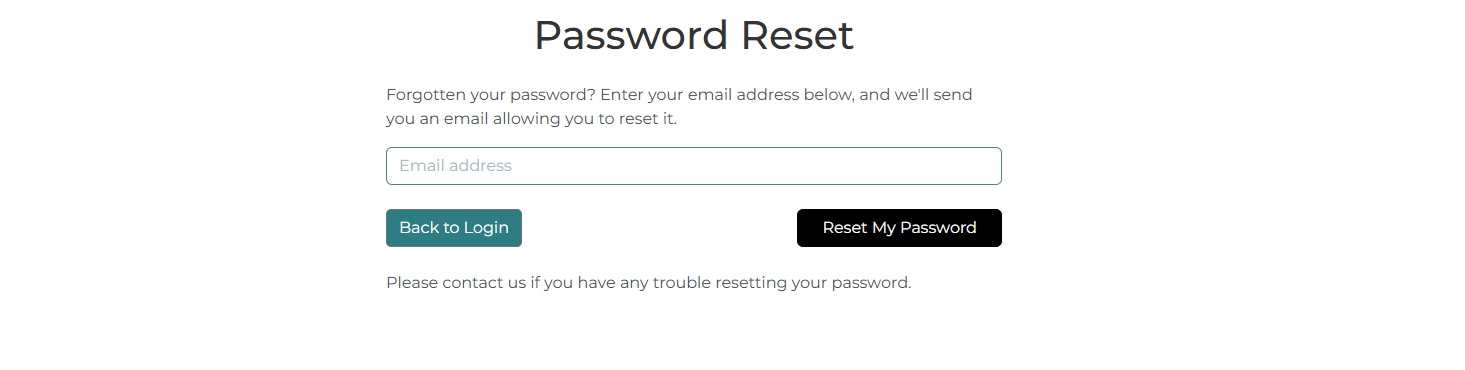 Password Reset
Forgotten your password? Enter your email address below, and we'll send
you an email allowing you to reset it.
Email address
Back to Login
Reset My Password
Please contact us if you have any trouble resetting your password.